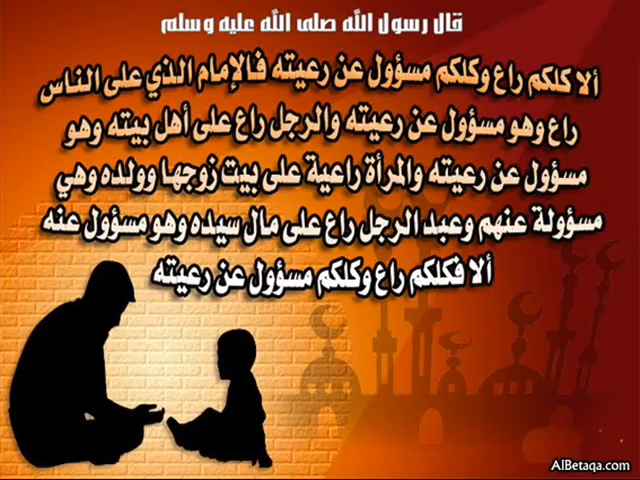 قال رسول الله صلى الله عليه وسلم
ألا كلكم راع وكلكم مسؤول عن رعيته فالإمام الذي على الناس
راع وهو مسؤول عن رعيته والرجل راع على أهل بيته وهو
مسؤول عن رعيته والمرأة راعية على بيت زوجها وولده وهي
مسؤولة عنهم وعبد الرجل راع على مال سيده وهو مسؤول عنه
ألا فكلكم راع وكلكم مسؤول عن رعيته
AlBetaqa.com